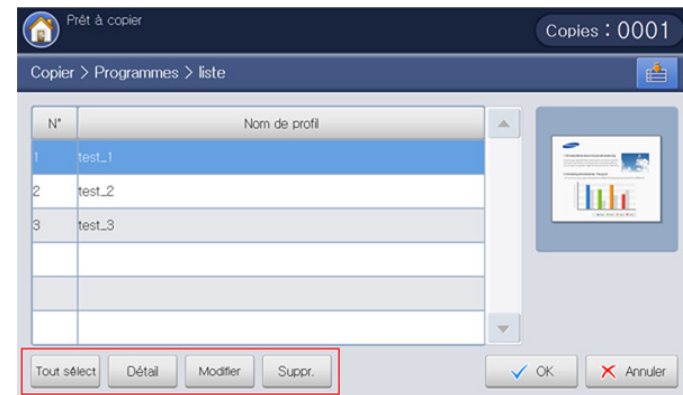 Prêt à copier
Copies : 0001
Copier > Programmes > liste
N° Nom de profil
1 test_1
2 test_2
3 test_3
Tout sélect Détail Modifier Suppr. OK Annuler